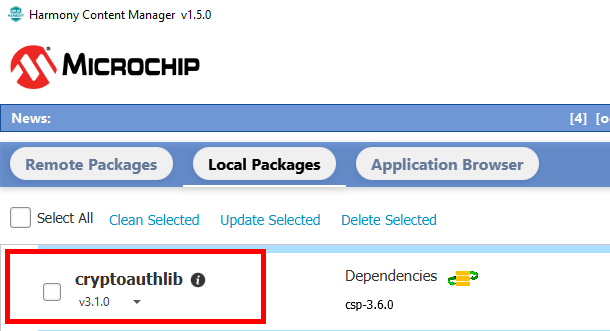 Harmony Content Manager v1.5.0
MICROCHIP
News: [4] [o
Remote Packages Local Packages Application Browser
Select All Clean Selected Update Selected Delete Selected
cryptoauthlib Dependencies
v3.1.0 csp-3.6.0